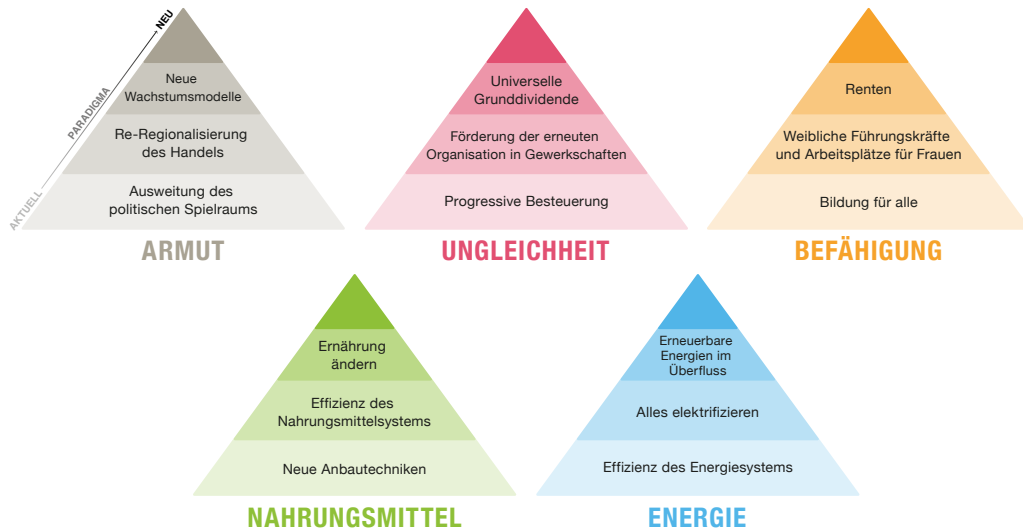 NEU
PARADIGMA
AKTUELL
Neue
Wachstumsmodelle
Re-Regionalisierung
des Handels
Ausweitung des
politischen Spielraums
ARMUT
Universelle
Grunddividende
Förderung der erneuten
Organisation in Gewerkschaften
Progressive Besteuerung
UNGLEICHHEIT
Renten
Weibliche Führungskräfte
und Arbeitsplätze für Frauen
Bildung für alle
BEFÄHIGUNG
Ernährung
ändern
Effizienz des
Nahrungsmittelsystems
Neue Anbautechniken
NAHRUNGSMITTEL
Erneuerbare
Energien im
Überfluss
Alles elektrifizieren
Effizienz des Energiesystems
ENERGIE